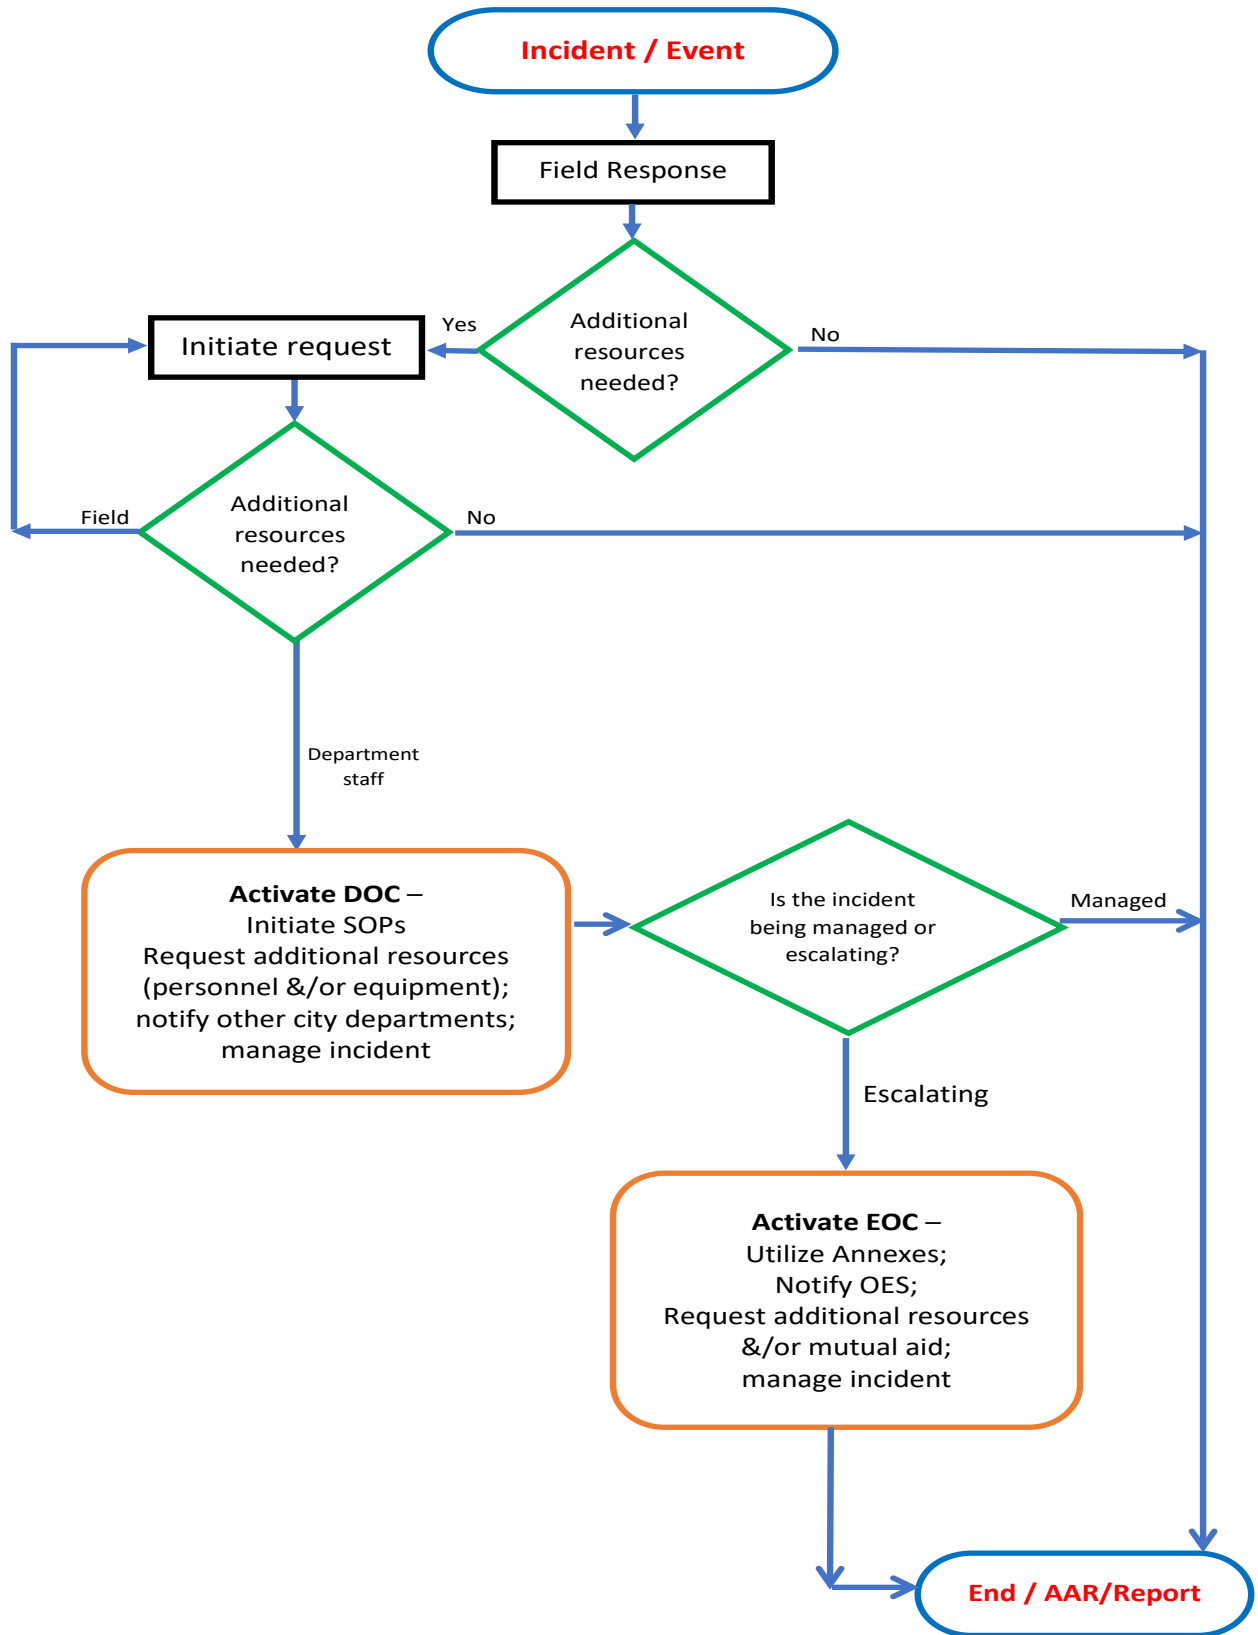 Incident / Event
Field Response
Additional
resources
needed?
Yes
No
Initiate request
Additional
resources
needed?
Field
No
Department
staff
Activate DOC –
Initiate SOPs
Request additional resources
(personnel &/or equipment);
notify other city departments;
manage incident
Is the incident
being managed or
escalating?
Managed
Escalating
Activate EOC –
Utilize Annexes;
Notify OES;
Request additional resources
&/or mutual aid;
manage incident
End / AAR/Report